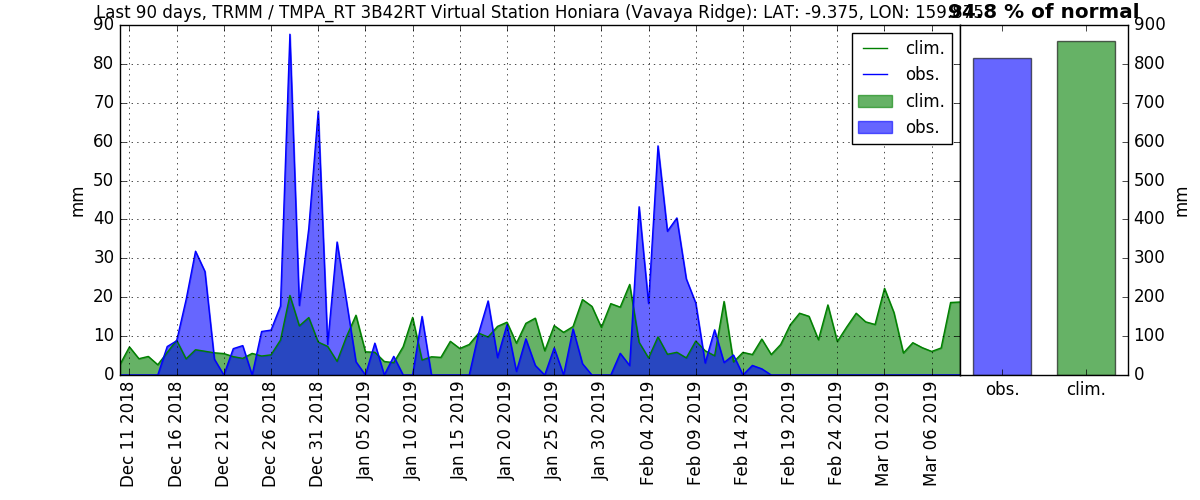 Last 90 days, TRMM / TMPA_RT 3B42RT Virtual Station Honiara (Vavaya Ridge): LAT: -9.375, LON:
94.8 % of normal
90
80
70
60
50
40
30
20
10
0
mm
clim.
obs.
clim.
obs.
Dec 11 2018
Dec 16 2018
Dec 21 2018
Dec 26 2018
Dec 31 2018
Jan 05 2019
Jan 10 2019
Jan 15 2019
Jan 20 2019
Jan 25 2019
Jan 30 2019
Feb 04 2019
Feb 09 2019
Feb 14 2019
Feb 19 2019
Feb 24 2019
Mar 01 2019
Mar 06 2019
900
800
700
600
500
400
300
200
100
0
mm
obs.
clim.